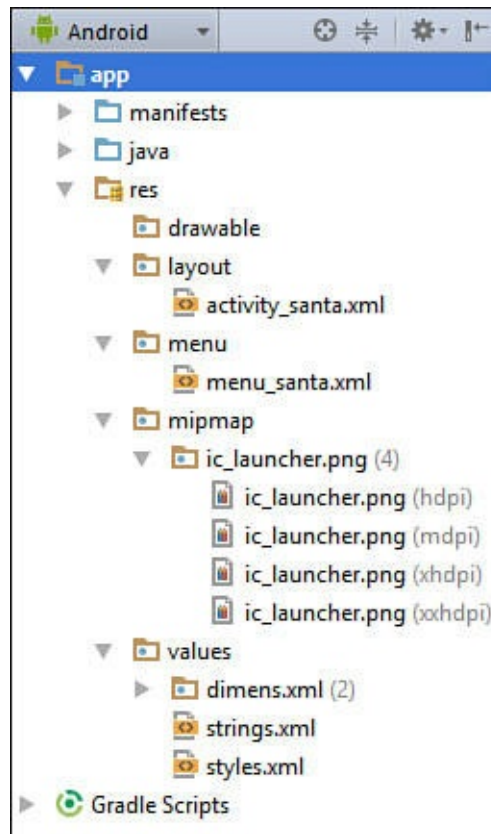 Android
app
manifests
java
res
drawable
layout
activity_santa.xml
menu
menu_santa.xml
mipmap
ic_launcher.png (4)
ic_launcher.png (hdpi)
ic_launcher.png (mdpi)
ic_launcher.png (xhdpi)
ic_launcher.png (xxhdpi)
values
dimens.xml (2)
strings.xml
styles.xml
Gradle Scripts